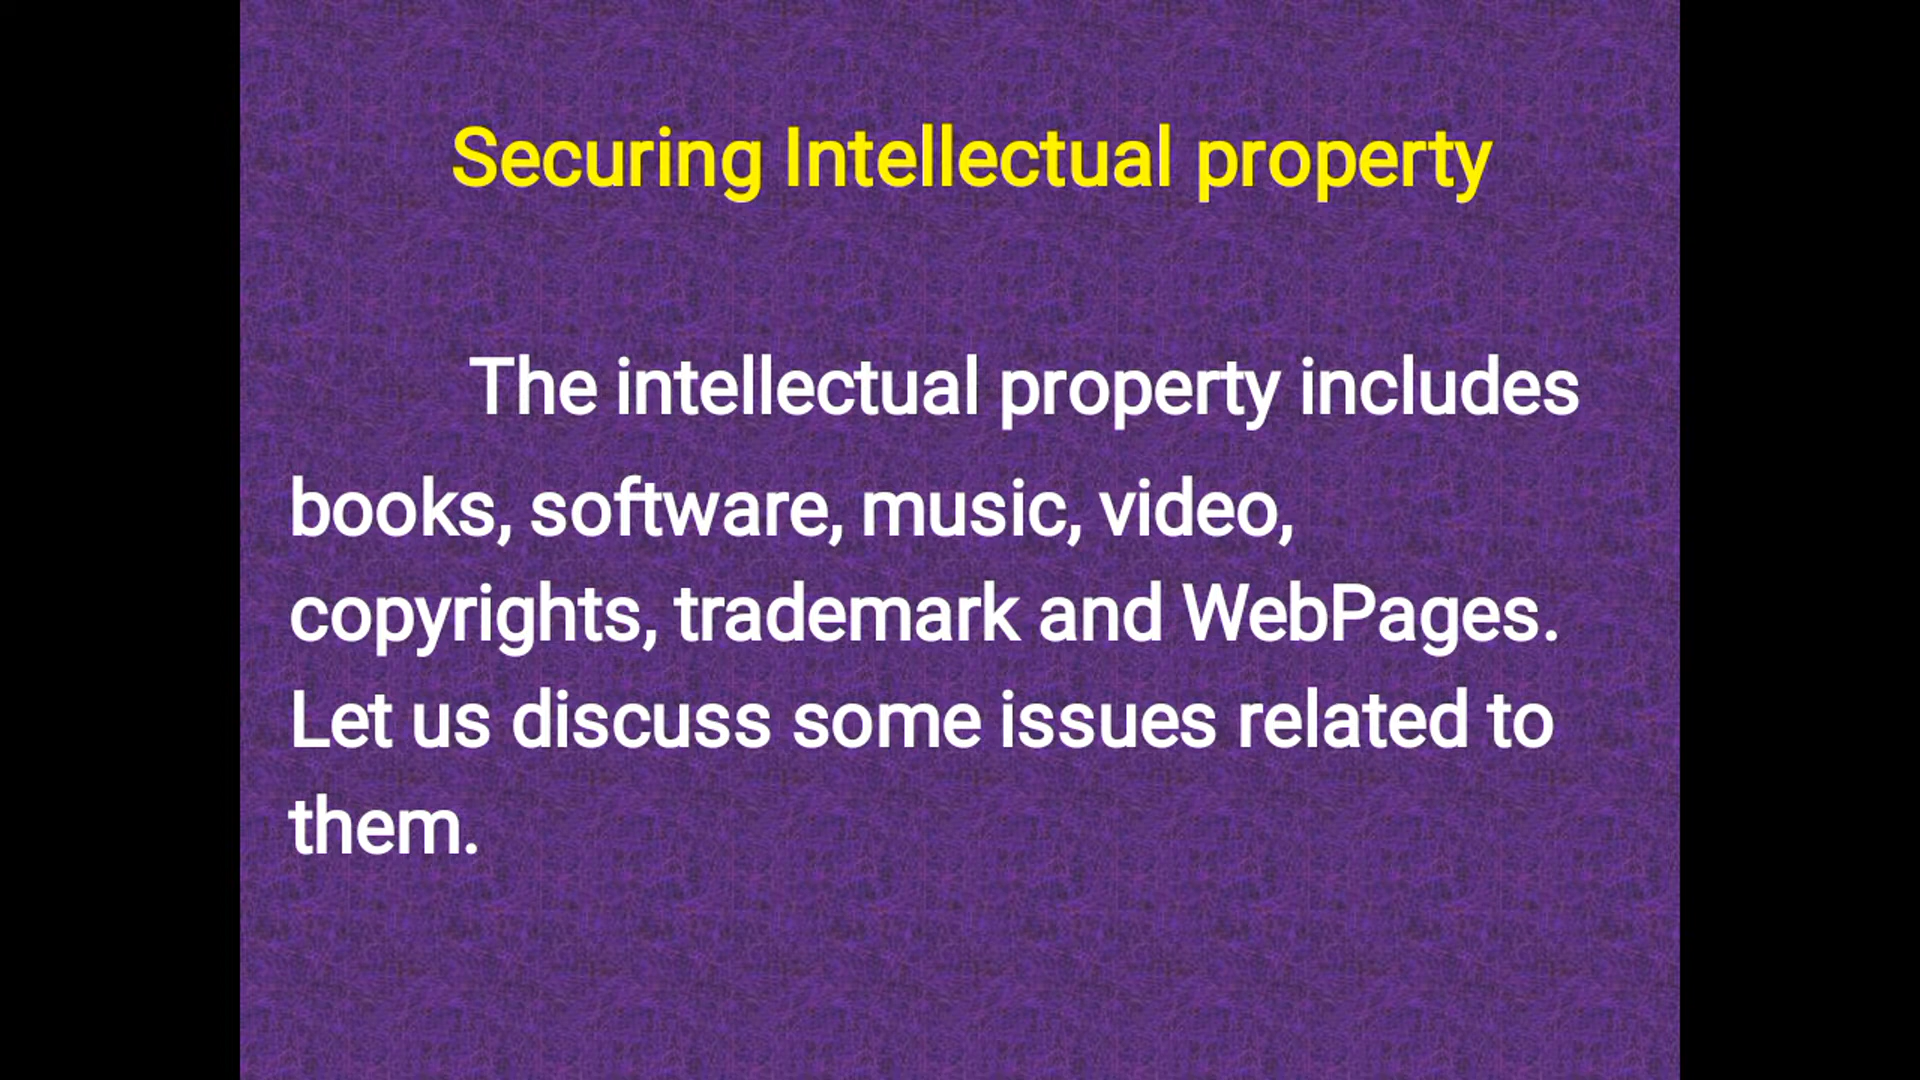 Securing Intellectual property
The intellectual property includes
books, software, music, video,
copyrights, trademark and WebPages.
Let us discuss some issues related to
them.